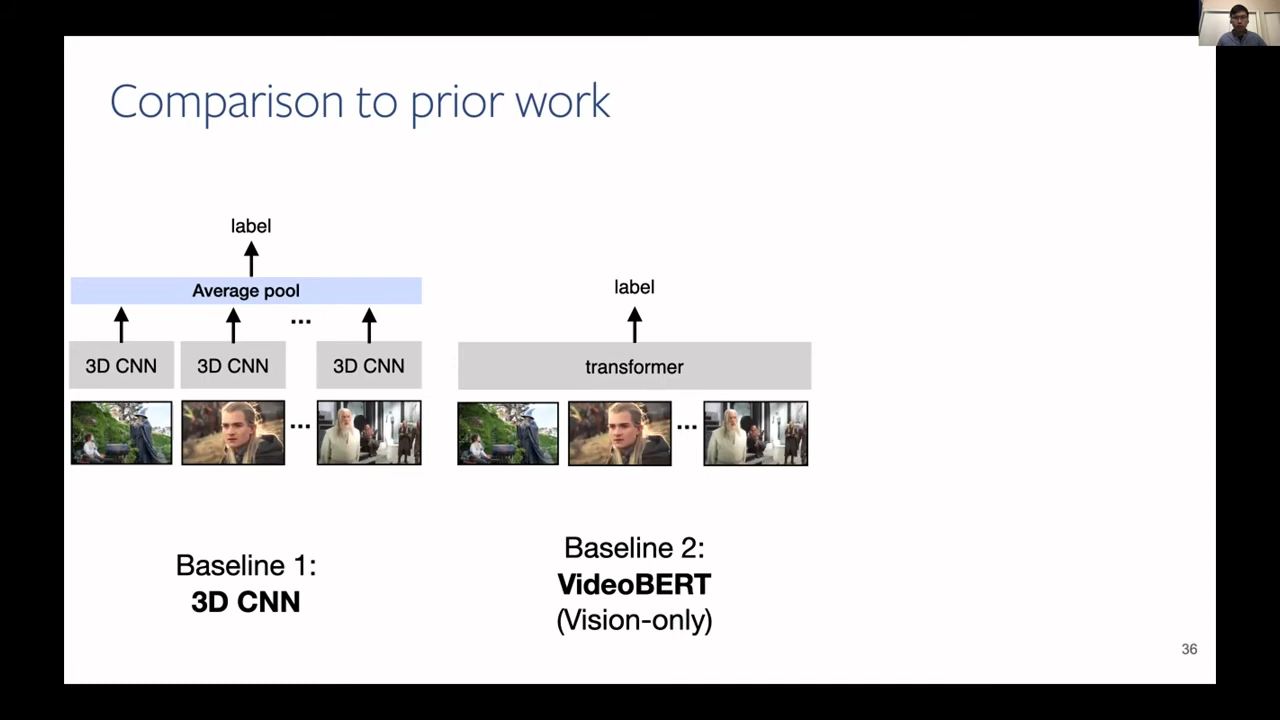 Comparison to prior work
label
Average pool
...
3D CNN 3D CNN 3D CNN
...
Baseline 1:
3D CNN
label
transformer
...
Baseline 2:
VideoBERT
(Vision-only)
36